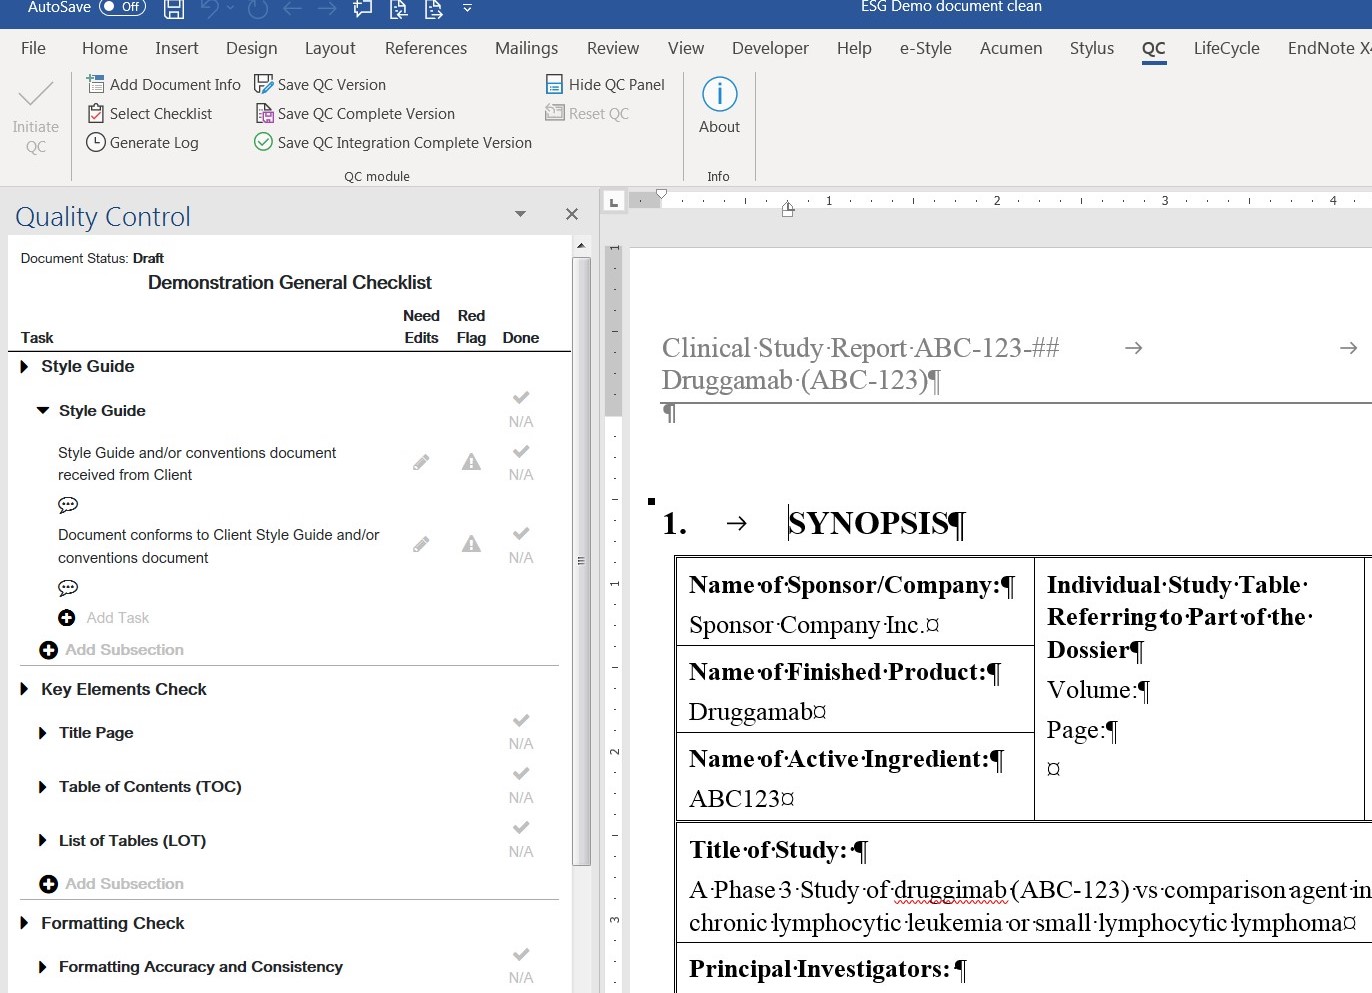 AutoSave Off
ESG Demo document clean
File Home Insert Design Layout References Mailings Review View Developer Help e-Style Acumen Stylus QC LifeCycle EndNote
Initiate QC
Add Document Info
Select Checklist
Generate Log
Save QC Version
Save QC Complete Version
Save QC Integration Complete Version
Hide QC Panel
Reset QC
QC module
About
Info
Quality Control
Document Status: Draft
Demonstration General Checklist
Task
Need Edits
Red Flag
Done
Style Guide
Style Guide
N/A
Style Guide and/or conventions document
received from Client
N/A
Document conforms to Client Style Guide and/or
conventions document
N/A
Add Task
Add Subsection
Key Elements Check
Title Page
N/A
Table of Contents (TOC)
N/A
List of Tables (LOT)
N/A
Add Subsection
Formatting Check
Formatting Accuracy and Consistency
N/A
L
1 2 3 4
1
1
2
3
Clinical·Study·Report·ABC-123-## → →
Druggamab·(ABC-123)¶
¶
1. → SYNOPSIS¶
Name·of·Sponsor/Company:¶
Sponsor·Company·Inc.¤
Name·of·Finished·Product:¶
Druggamab¤
Name·of·Active·Ingredient:¶
ABC123¤
Individual·Study·Table·
Referring·to·Part·of·the·
Dossier¶
Volume:¶
Page:¶
¤
Title·of·Study:·¶
A·Phase·3·Study·of·druggimab·(ABC-123)·vs·comparison·agent·in
chronic·lymphocytic·leukemia·or·small·lymphocytic·lymphoma¤
Principal·Investigators:·¶